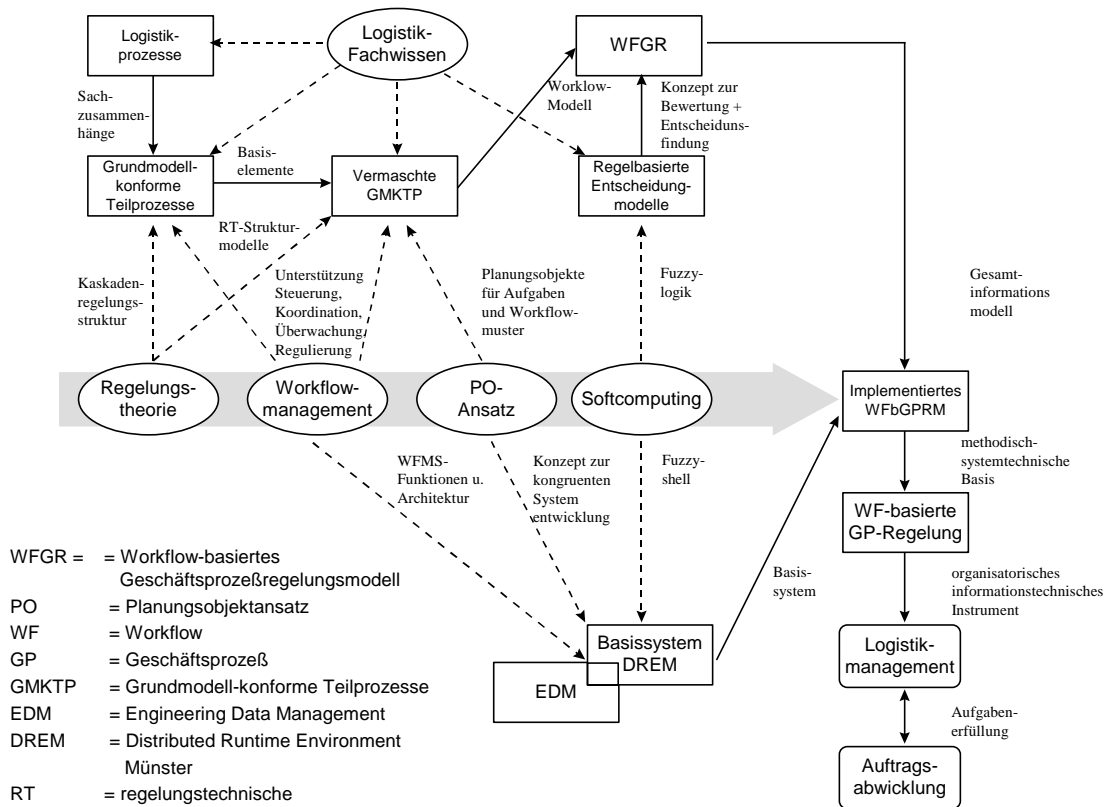 Logistik-
prozesse
Logistik-
Fachwissen
WFGR
Sach-
zusammen-
hänge
Worklow-
Modell
Konzept zur
Bewertung +
Entscheiduns-
findung
Grundmodell-
konforme
Teilprozesse
Basis-
elemente
Vermaschte
GMKTP
Regelbasierte
Entscheidung-
modelle
RT-Struktur-
modelle
Kaskaden-
regelungs-
struktur
Unterstützung
Steuerung,
Koordination,
Überwachung,
Regulierung
Planungsobjekte
für Aufgaben
und Workflow-
muster
Fuzzy-
logik
Gesamt-
informations
modell
Regelungs-
theorie
Workflow-
management
PO-
Ansatz
Softcomputing
Implementiertes
WFbGPRM
WFMS-
Funktionen u.
Architektur
Konzept zur
kongruenten
System
entwicklung
Fuzzy-
shell
methodisch-
systemtechnische
Basis
WF-basierte
GP-Regelung
Basis-
system
organisatorisches
informationstechnisches
Instrument
Basissystem
DREM
EDM
Logistik-
management
Aufgaben-
erfüllung
Auftrags-
abwicklung
WFGR = = Workflow-basiertes
Geschäftsprozeßregelungsmodell
PO = Planungsobjektansatz
WF = Workflow
GP = Geschäftsprozeß
GMKTP = Grundmodell-konforme Teilprozesse
EDM = Engineering Data Management
DREM = Distributed Runtime Environment
Münster
RT = regelungstechnische